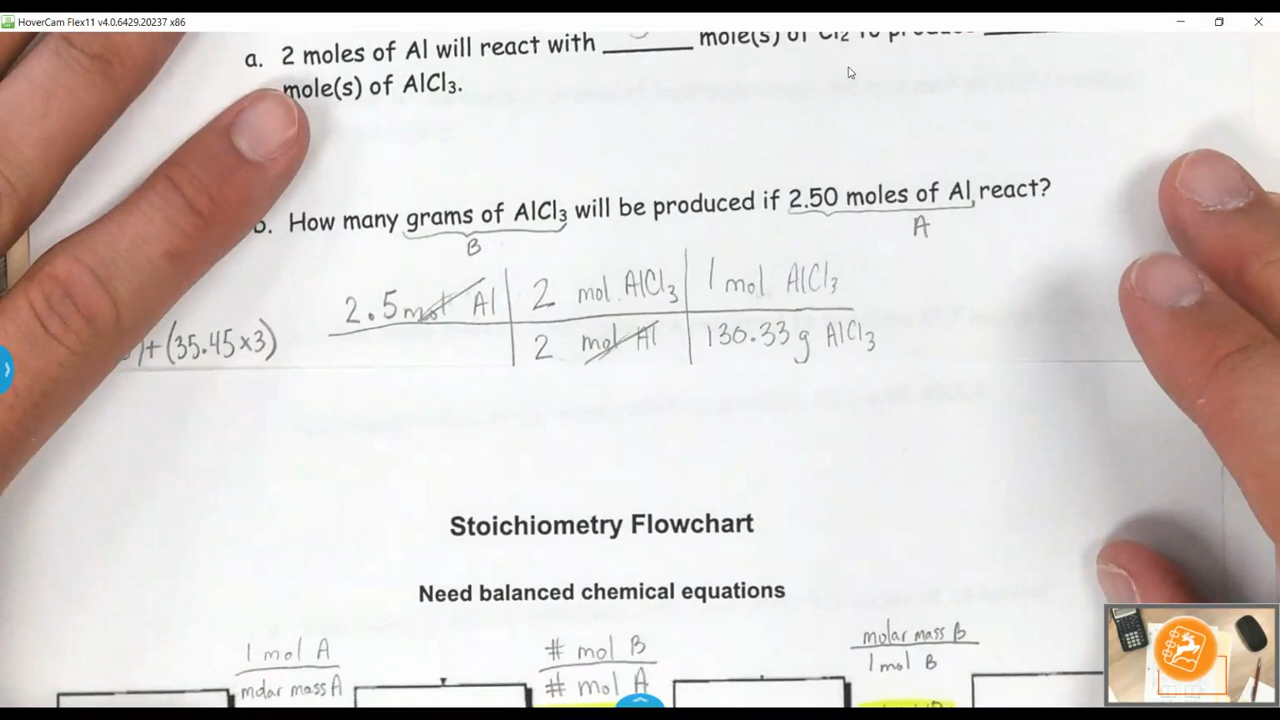 HoverCam Flex11 v4.0.6429.20237 x86
a. 2 moles of Al will react with ______ mole(s) of Cl2 to produce ______
mole(s) of AlCl3.
b. How many grams of AlCl3 will be produced if 2.50 moles of Al react?
B A
2.5 mol Al 2 mol AlCl3 1 mol AlCl3
2 mol Al 130.33 g AlCl3
)+(35.45×3)
Stoichiometry Flowchart
Need balanced chemical equations
1 mol A # mol B molar mass B
molar mass A # mol A 1 mol B